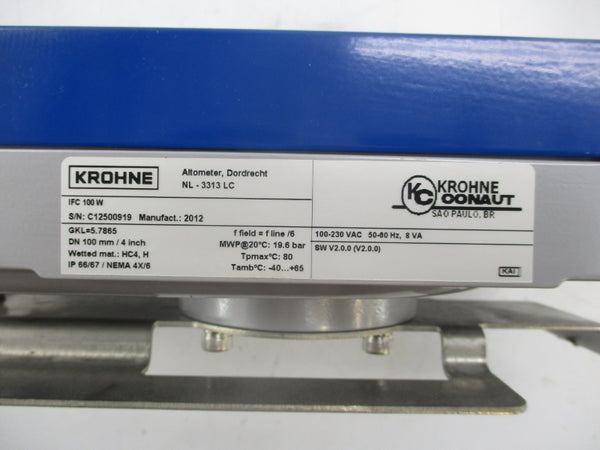 KROHNE
Altometer, Dordrecht
NL - 3313 LC
IFC 100 W
S/N: C12500919 Manufact.: 2012
GKL=5.7865
DN 100 mm / 4 inch
Wetted mat.: HC4, H
IP 66/67 / NEMA 4X/6
f field = f line /6
MWP@20°C: 19.6 bar
Tpmax°C: 80
Tamb°C: -40...+65
KC KROHNE
CONAUT
SAO PAULO, BR
100-230 VAC 50-60 Hz, 8 VA
SW V2.0.0 (V2.0.0)
KAI